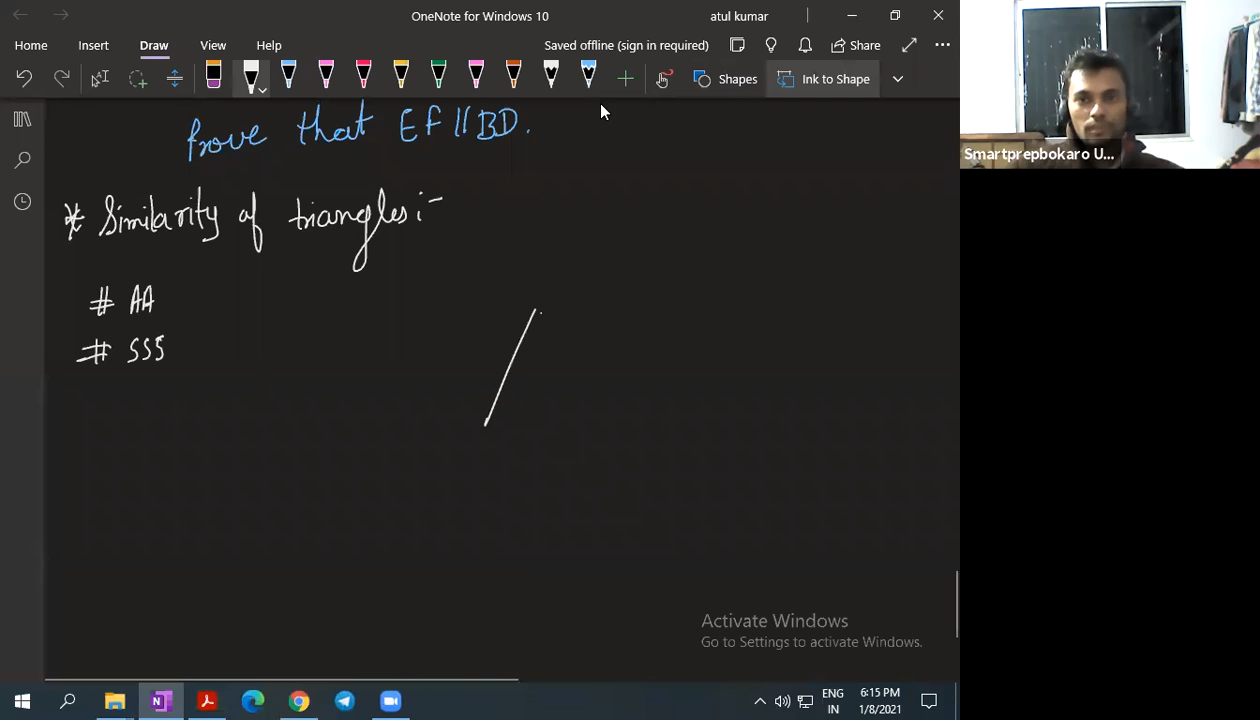 OneNote for Windows 10
atul kumar
Home Insert Draw View Help
Saved offline (sign in required)
Share
Shapes
Ink to Shape
Prove that EF || BD.
* Similarity of triangles :-
# AA
# SSS
Smartprepbokaro U...
Activate Windows
Go to Settings to activate Windows.
ENG
IN
6:15 PM
1/8/2021